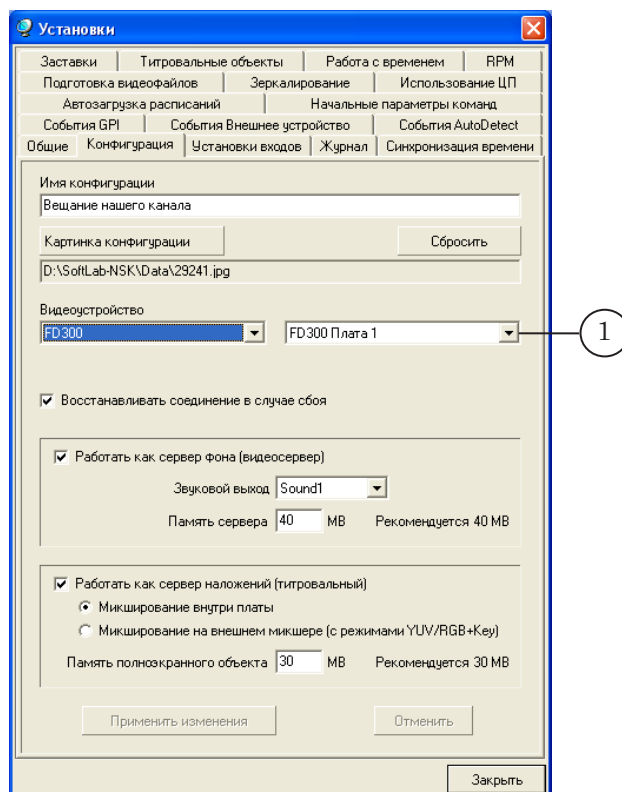 Установки
Заставки Титровальные объекты Работа с временем RPM
Подготовка видеофайлов Зеркалирование Использование ЦП
Автозагрузка расписаний Начальные параметры команд
События GPI События Внешнее устройство События AutoDetect
Общие Конфигурация Установки входов Журнал Синхронизация времени
Имя конфигурации
Вещание нашего канала
Картинка конфигурации Сбросить
D:\SoftLab-NSK\Data\29241.jpg
Видеоустройство
FD300 FD300 Плата 1
1
Восстанавливать соединение в случае сбоя
Работать как сервер фона (видеосервер)
Звуковой выход Sound1
Память сервера 40 MB Рекомендуется 40 MB
Работать как сервер наложений (титровальный)
Микширование внутри платы
Микширование на внешнем микшере (с режимами YUV/RGB+Key)
Память полноэкранного объекта 30 MB Рекомендуется 30 MB
Применить изменения Отменить
Закрыть